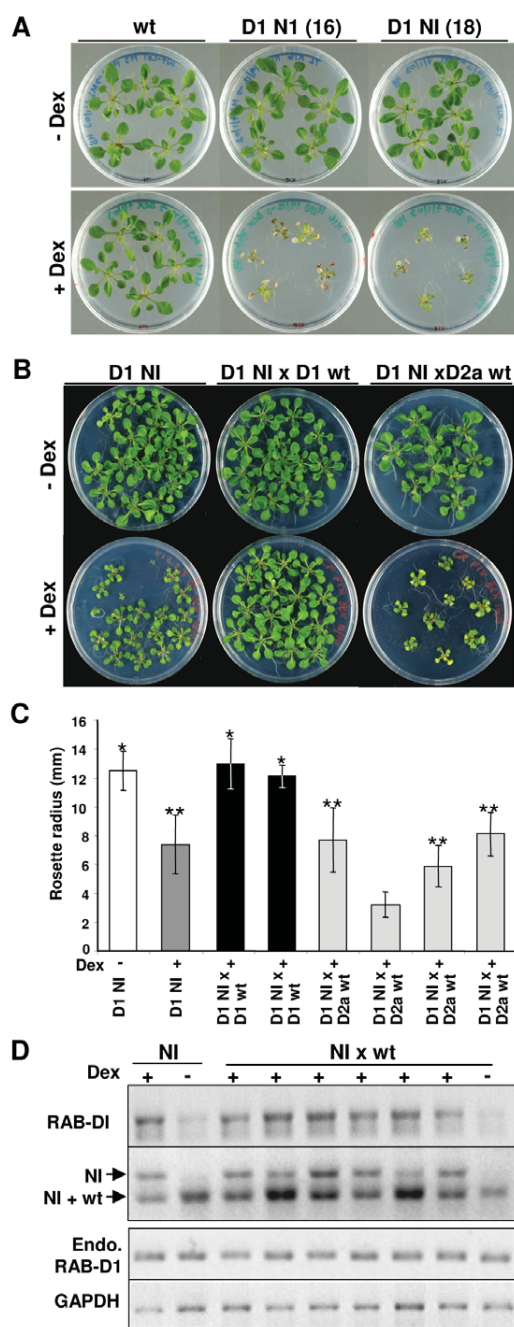 A
wt
D1 N1 (16)
D1 NI (18)
- Dex
+ Dex
B
D1 NI
D1 NI x D1 wt
D1 NI xD2a wt
- Dex
+ Dex
C
Rosette radius (mm)
16
14
12
10
8
6
4
2
0
*
**
*
*
**
**
**
Dex - + + + + + + +
D1 NI
D1 NI
D1 NI x D1 wt
D1 NI x D1 wt
D1 NI x D2a wt
D1 NI x D2a wt
D1 NI x D2a wt
D1 NI x D2a wt
D
NI
NI x wt
Dex + - + + + + + + -
RAB-DI
NI
NI + wt
Endo.
RAB-D1
GAPDH